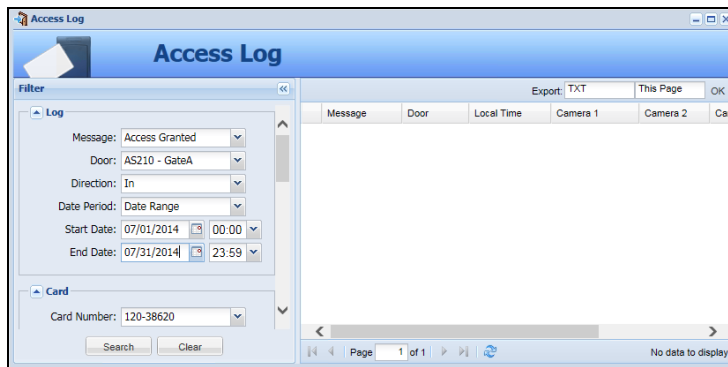 Access Log
Access Log
Filter
Export: TXT This Page OK
Log
Message Door Local Time Camera 1 Camera 2 Ca
Message: Access Granted
Door: AS210 - GateA
Direction: In
Date Period: Date Range
Start Date: 07/01/2014 00:00
End Date: 07/31/2014 23:59
Card
Card Number: 120-38620
Search Clear
Page 1 of 1 No data to display